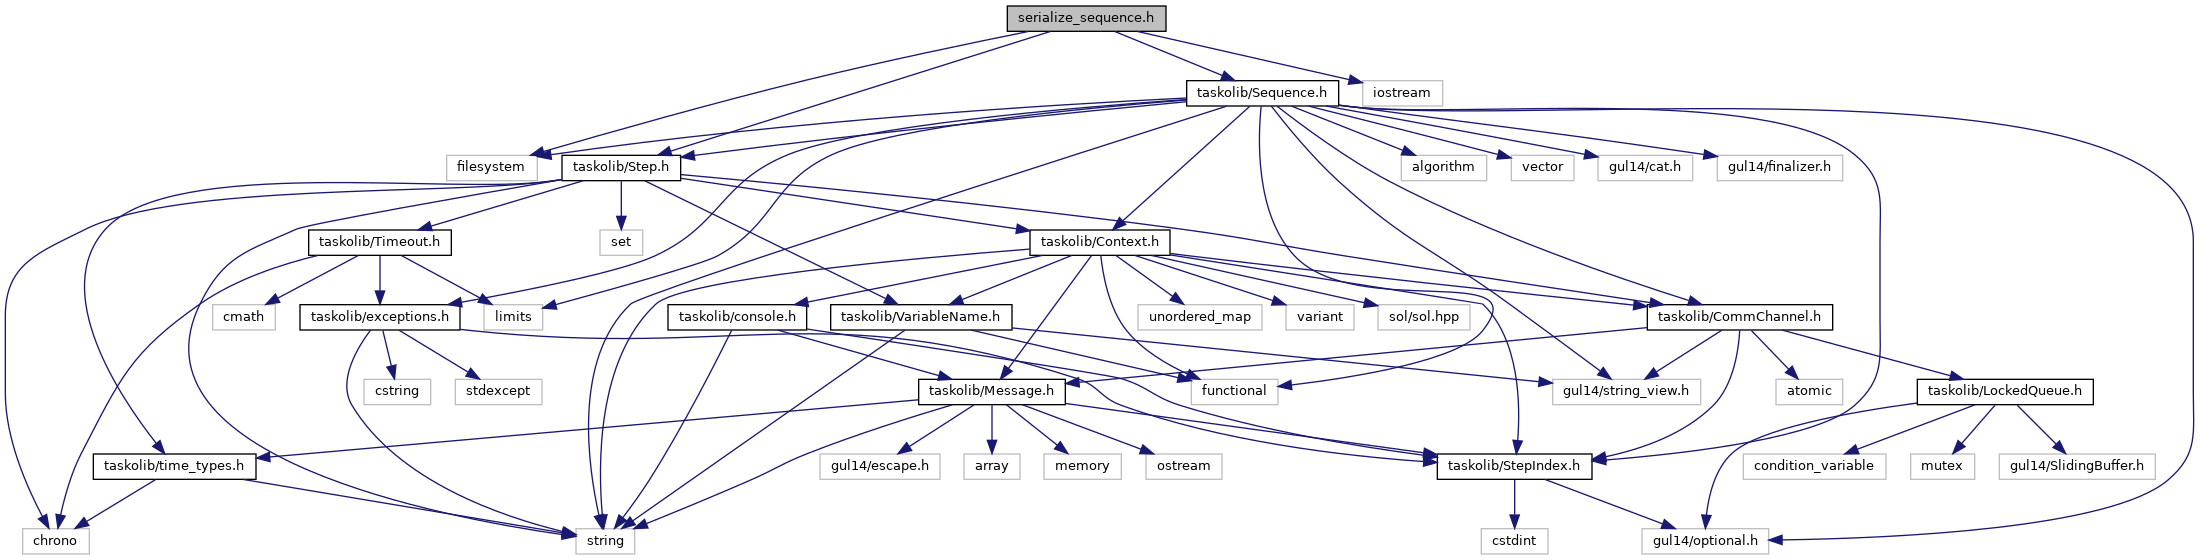 serialize_sequence.h
taskolib/Sequence.h
iostream
filesystem
taskolib/Step.h
algorithm
vector
gul14/cat.h
gul14/finalizer.h
taskolib/Timeout.h
set
taskolib/Context.h
cmath
taskolib/exceptions.h
limits
taskolib/console.h
taskolib/VariableName.h
unordered_map
variant
sol/sol.hpp
taskolib/CommChannel.h
cstring
stdexcept
taskolib/Message.h
functional
gul14/string_view.h
atomic
taskolib/LockedQueue.h
taskolib/time_types.h
gul14/escape.h
array
memory
ostream
taskolib/StepIndex.h
condition_variable
mutex
gul14/SlidingBuffer.h
chrono
string
cstdint
gul14/optional.h